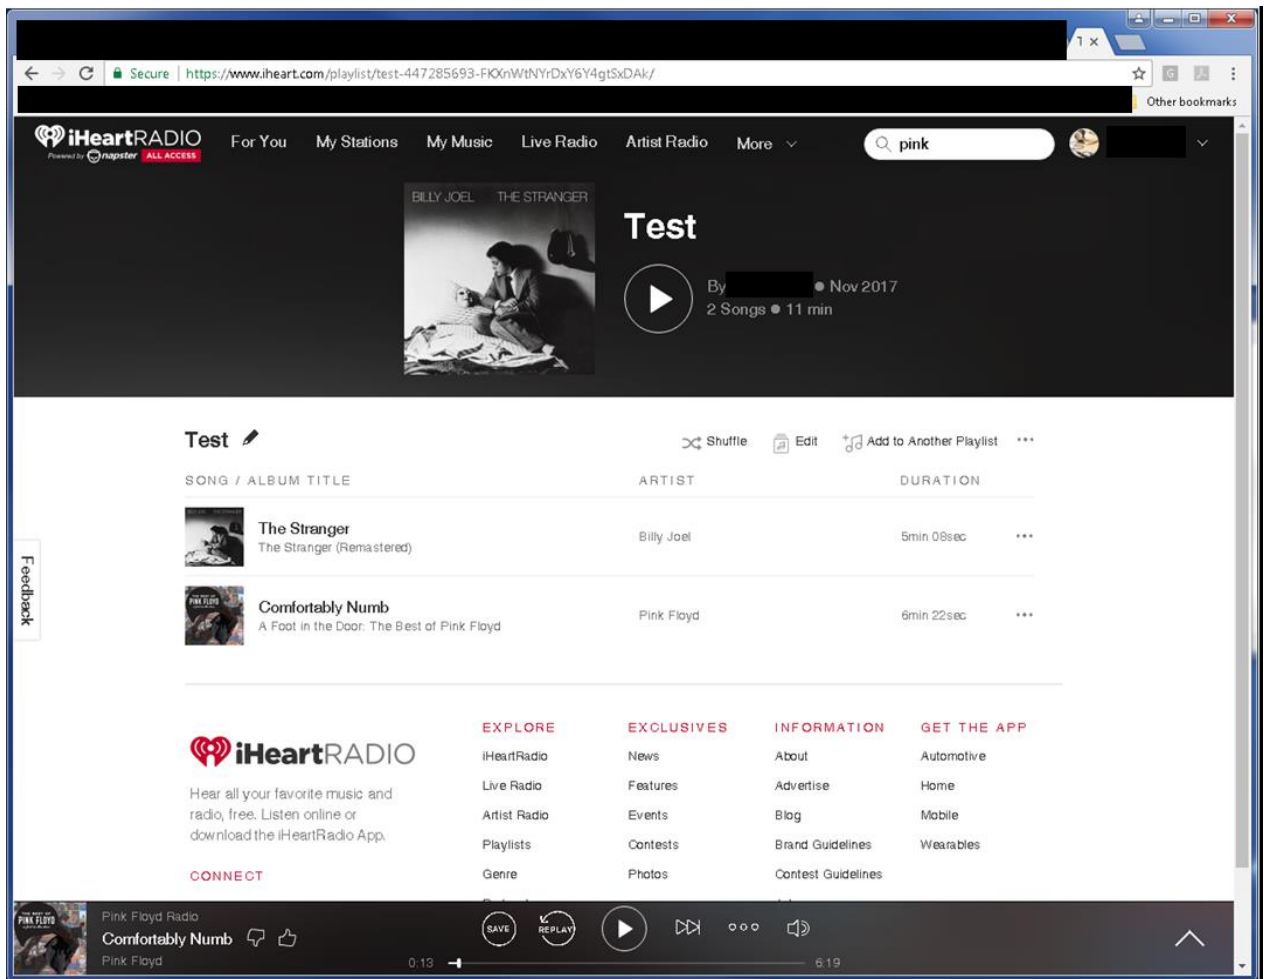 1 ×
Secure | https://www.iheart.com/playlist/test-447285693-FKXnWtNYrDxY6Y4gtSxDAk/
Other bookmarks
iHeartRADIO
Powered by napster ALL ACCESS
For You My Stations My Music Live Radio Artist Radio More
pink
BILLY JOEL THE STRANGER
Test
By ● Nov 2017
2 Songs ● 11 min
Test
Shuffle Edit Add to Another Playlist
SONG / ALBUM TITLE ARTIST DURATION
The Stranger
The Stranger (Remastered)
Billy Joel
5min 08sec
Comfortably Numb
A Foot in the Door: The Best of Pink Floyd
Pink Floyd
6min 22sec
Feedback
iHeartRADIO
Hear all your favorite music and
radio, free. Listen online or
download the iHeartRadio App.
CONNECT
EXPLORE
iHeartRadio
Live Radio
Artist Radio
Playlists
Genre
EXCLUSIVES
News
Features
Events
Contests
Photos
INFORMATION
About
Advertise
Blog
Brand Guidelines
Contest Guidelines
GET THE APP
Automotive
Home
Mobile
Wearables
PINK FLOYD
Pink Floyd Radio
Comfortably Numb
Pink Floyd
SAVE
REPLAY
0:13
6:19